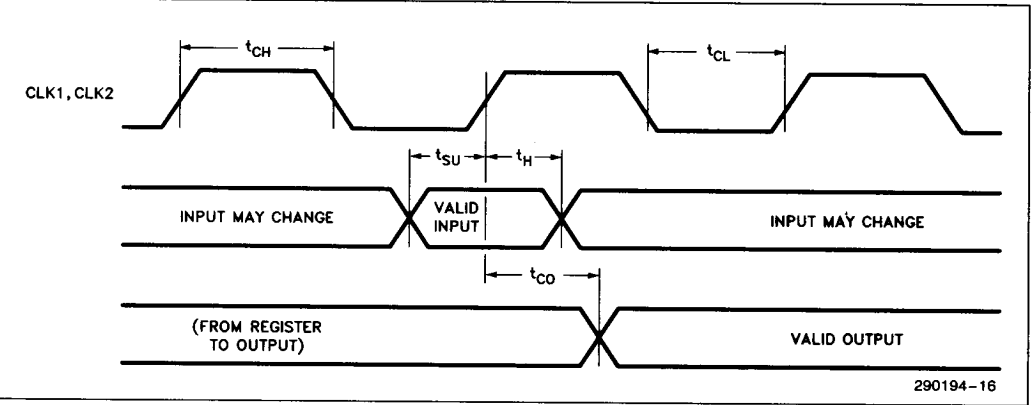 tCH
tCL
CLK1, CLK2
tSU
tH
INPUT MAY CHANGE
VALID
INPUT
INPUT MAY CHANGE
tCO
(FROM REGISTER
TO OUTPUT)
VALID OUTPUT
290194-16